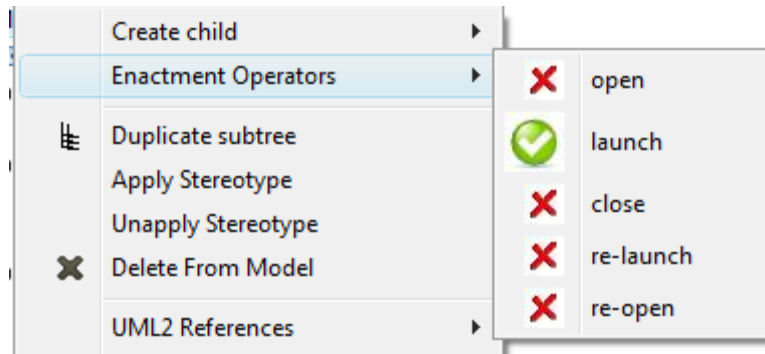 Create child
Enactment Operators
Duplicate subtree
Apply Stereotype
Unapply Stereotype
Delete From Model
UML2 References
open
launch
close
re-launch
re-open